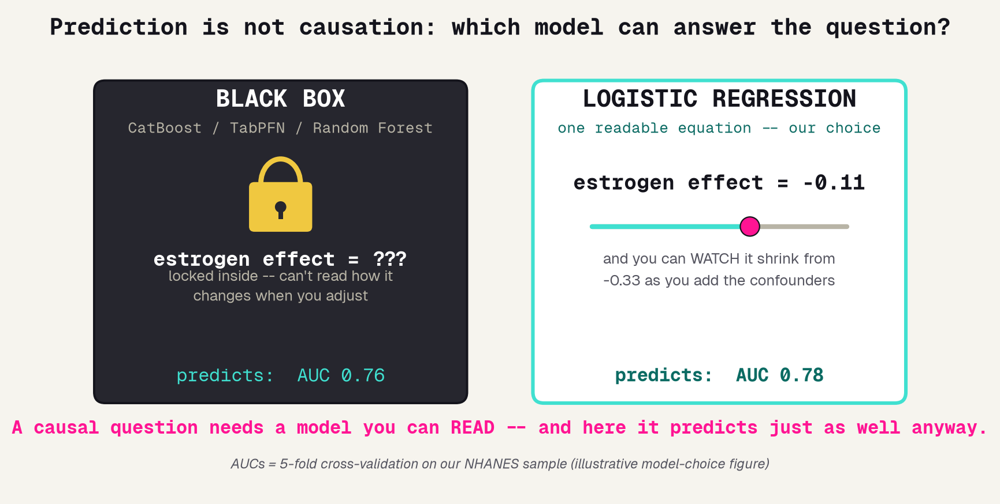 Prediction is not causation: which model can answer the question?
BLACK BOX
CatBoost / TabPFN / Random Forest
estrogen effect = ???
locked inside -- can't read how it
changes when you adjust
predicts:  AUC 0.76
LOGISTIC REGRESSION
one readable equation -- our choice
estrogen effect = -0.11
and you can WATCH it shrink from
-0.33 as you add the confounders
predicts:  AUC 0.78
A causal question needs a model you can READ -- and here it predicts just as well anyway.
AUCs = 5-fold cross-validation on our NHANES sample (illustrative model-choice figure)